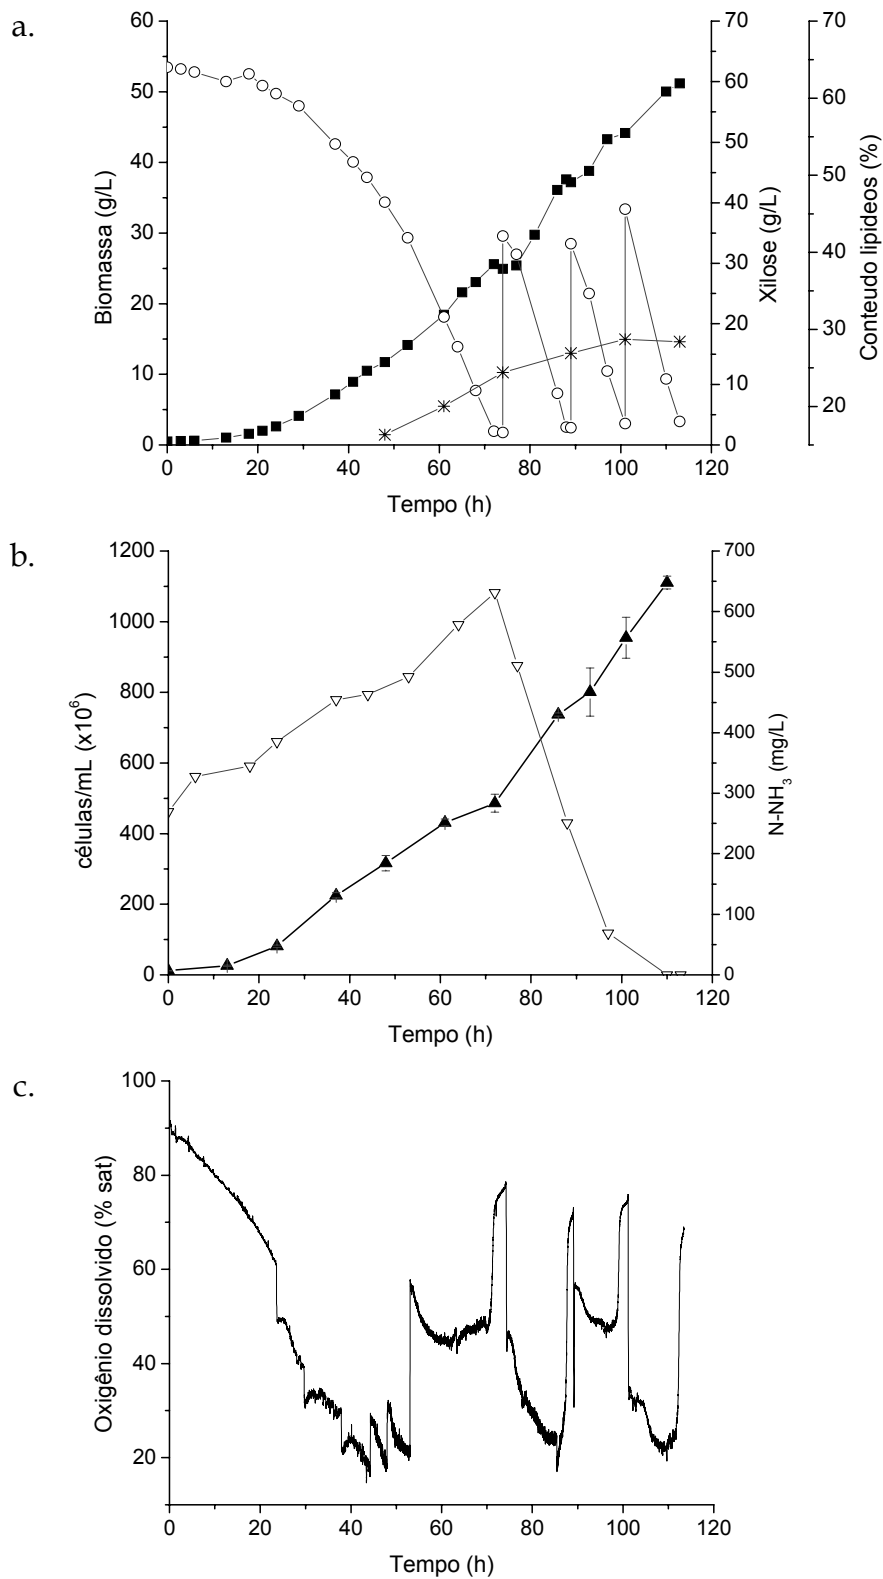 a.
60
50
40
30
20
10
0
Biomassa (g/L)
70
60
50
40
30
20
10
0
Xilose (g/L)
70
60
50
40
30
20
Conteudo lipideos (%)
0 20 40 60 80 100 120
Tempo (h)
b.
1200
1000
800
600
400
200
0
células/mL (x10⁶)
700
600
500
400
300
200
100
0
N-NH₃ (mg/L)
0 20 40 60 80 100 120
Tempo (h)
c.
100
80
60
40
20
Oxigênio dissolvido (% sat)
0 20 40 60 80 100 120
Tempo (h)